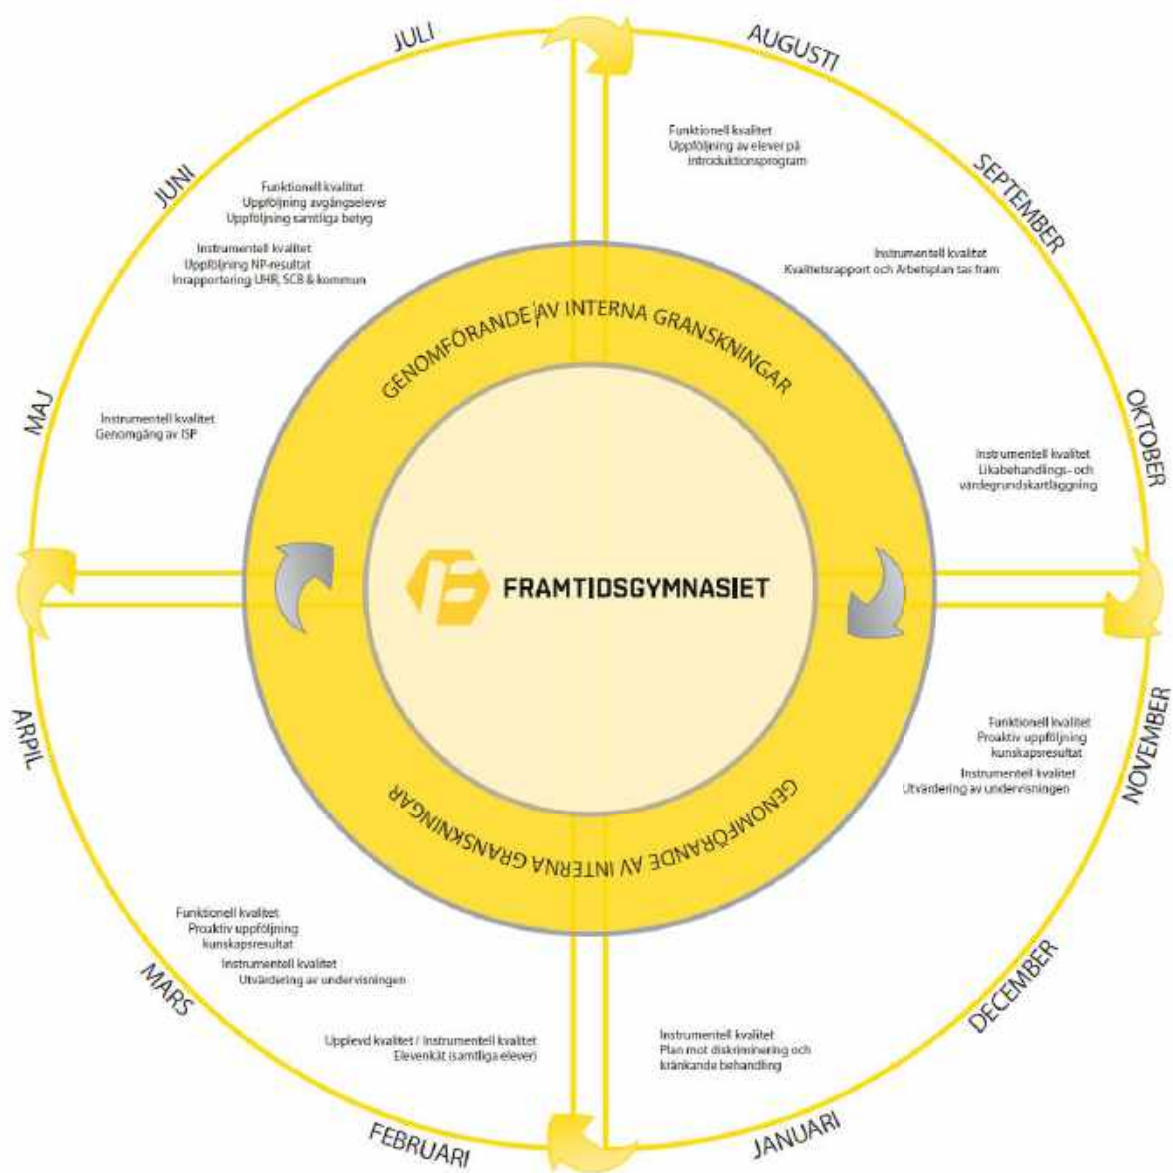 AUGUSTI
Funktionell kvalitet
Uppföljning av elever på
introduktionsprogram
SEPTEMBER
Instrumentell kvalitet
Kvalitetsrapport och Arbetsplan tas fram
OKTOBER
Instrumentell kvalitet
Likabehandlings- och
värdegrundskartläggning
NOVEMBER
Funktionell kvalitet
Proaktiv uppföljning
kunskapsresultat
Instrumentell kvalitet
Utvärdering av undervisningen
DECEMBER
JANUARI
Instrumentell kvalitet
Plan mot diskriminering och
kränkande behandling
FEBRUARI
Upplevd kvalitet / Instrumentell kvalitet
Elevenkät (samtliga elever)
MARS
Funktionell kvalitet
Proaktiv uppföljning
kunskapsresultat
Instrumentell kvalitet
Utvärdering av undervisningen
ARPIL
MAJ
Instrumentell kvalitet
Genomgång av ISP
JUNI
Funktionell kvalitet
Uppföljning avgångselever
Uppföljning samtliga betyg
Instrumentell kvalitet
Uppföljning NP-resultat
Inrapportering UHR, SCB & kommun
JULI
GENOMFÖRANDE AV INTERNA GRANSKNINGAR
FRAMTIDSGYMNASIET
GENOMFÖRANDE AV INTERNA GRANSKNINGAR